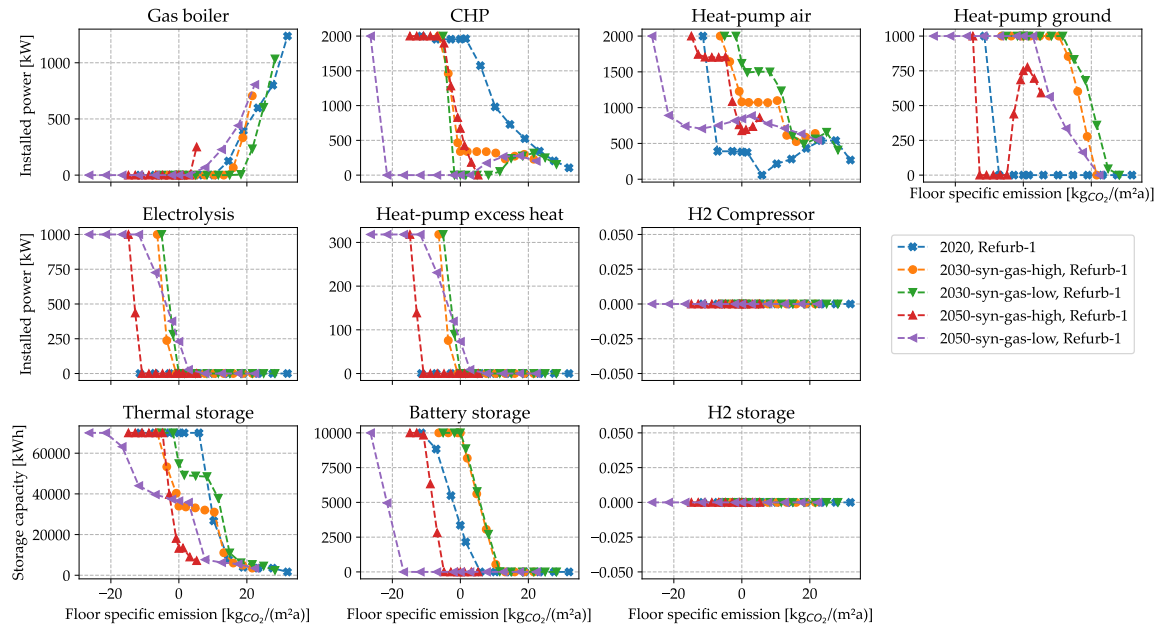 Gas boiler
CHP
Heat-pump air
Heat-pump ground
Installed power [kW]
1000
500
0
2000
1500
1000
500
0
2000
1500
1000
500
0
1000
750
500
250
0
Floor specific emission [kg_{CO_2}/(m²a)]
Electrolysis
Heat-pump excess heat
H2 Compressor
Installed power [kW]
1000
750
500
250
0
300
200
100
0
0.050
0.025
0.000
−0.025
−0.050
2020, Refurb-1
2030-syn-gas-high, Refurb-1
2030-syn-gas-low, Refurb-1
2050-syn-gas-high, Refurb-1
2050-syn-gas-low, Refurb-1
Thermal storage
Battery storage
H2 storage
Storage capacity [kWh]
60000
40000
20000
0
10000
7500
5000
2500
0
0.050
0.025
0.000
−0.025
−0.050
−20 0 20
−20 0 20
−20 0 20
Floor specific emission [kg_{CO_2}/(m²a)]
Floor specific emission [kg_{CO_2}/(m²a)]
Floor specific emission [kg_{CO_2}/(m²a)]